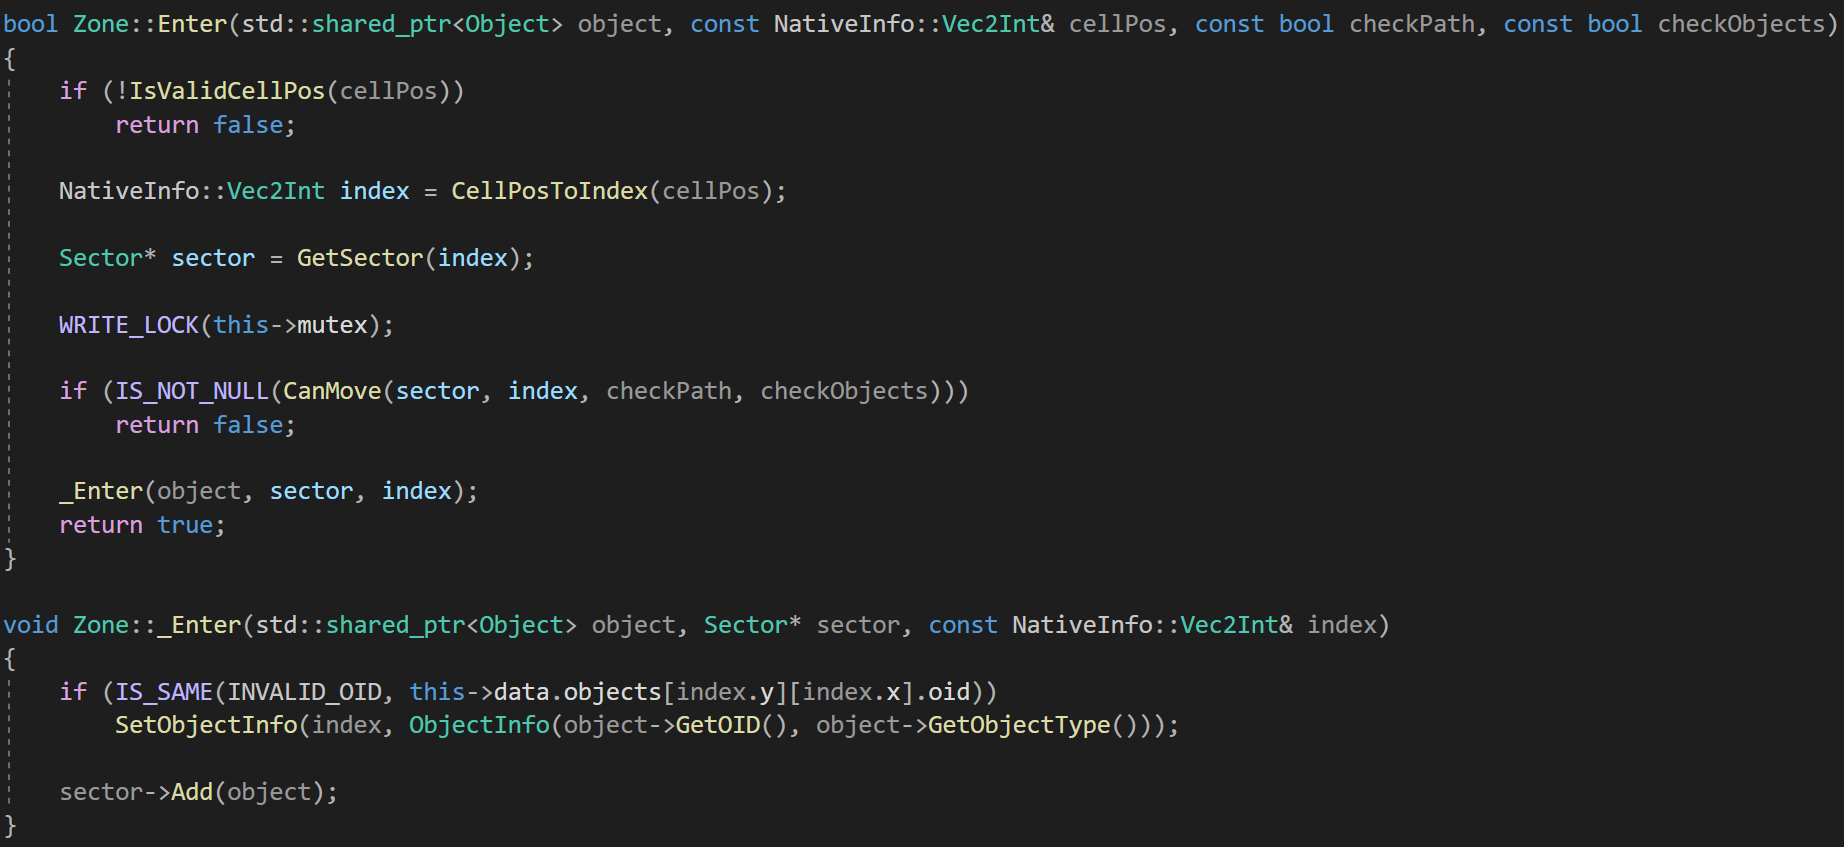 bool Zone::Enter(std::shared_ptr<Object> object, const NativeInfo::Vec2Int& cellPos, const bool checkPath, const bool checkObjects)
{
    if (!IsValidCellPos(cellPos))
        return false;

    NativeInfo::Vec2Int index = CellPosToIndex(cellPos);

    Sector* sector = GetSector(index);

    WRITE_LOCK(this->mutex);

    if (IS_NOT_NULL(CanMove(sector, index, checkPath, checkObjects)))
        return false;

    _Enter(object, sector, index);
    return true;
}

void Zone::_Enter(std::shared_ptr<Object> object, Sector* sector, const NativeInfo::Vec2Int& index)
{
    if (IS_SAME(INVALID_OID, this->data.objects[index.y][index.x].oid))
        SetObjectInfo(index, ObjectInfo(object->GetOID(), object->GetObjectType()));

    sector->Add(object);
}